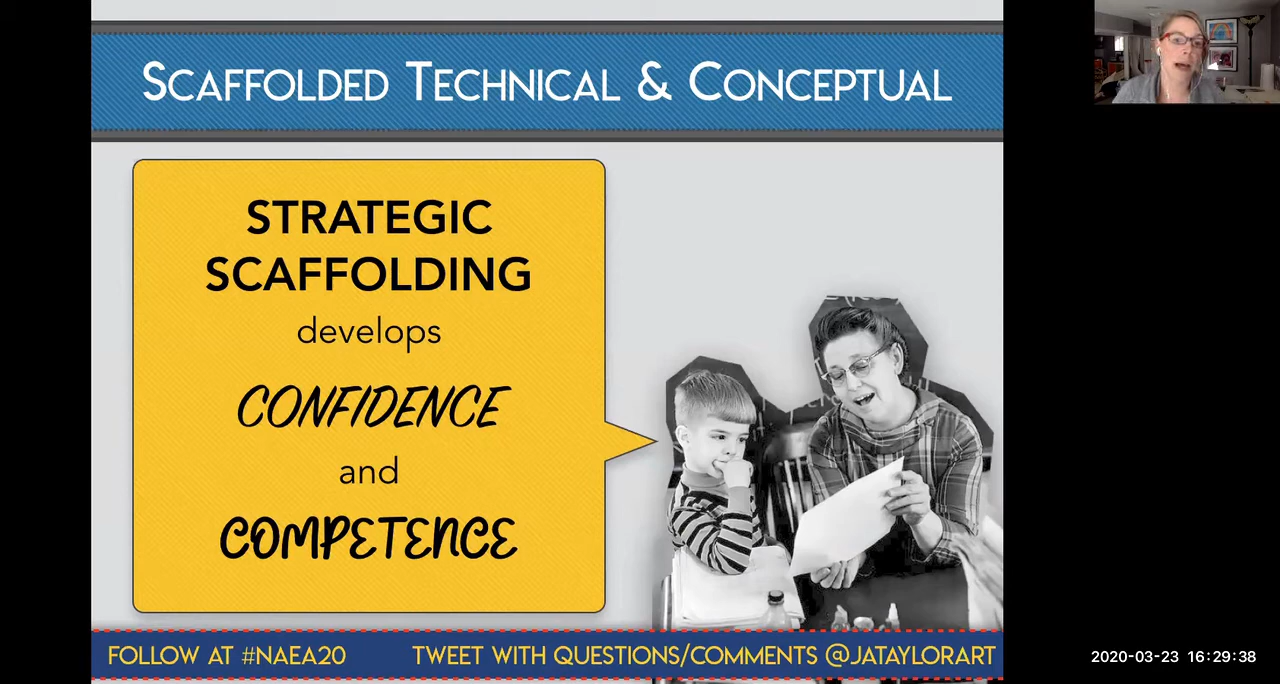 SCAFFOLDED TECHNICAL & CONCEPTUAL
STRATEGIC
SCAFFOLDING
develops
CONFIDENCE
and
COMPETENCE
FOLLOW AT #NAEA20 TWEET WITH QUESTIONS/COMMENTS @JATAYLORART
2020-03-23 16:29:38